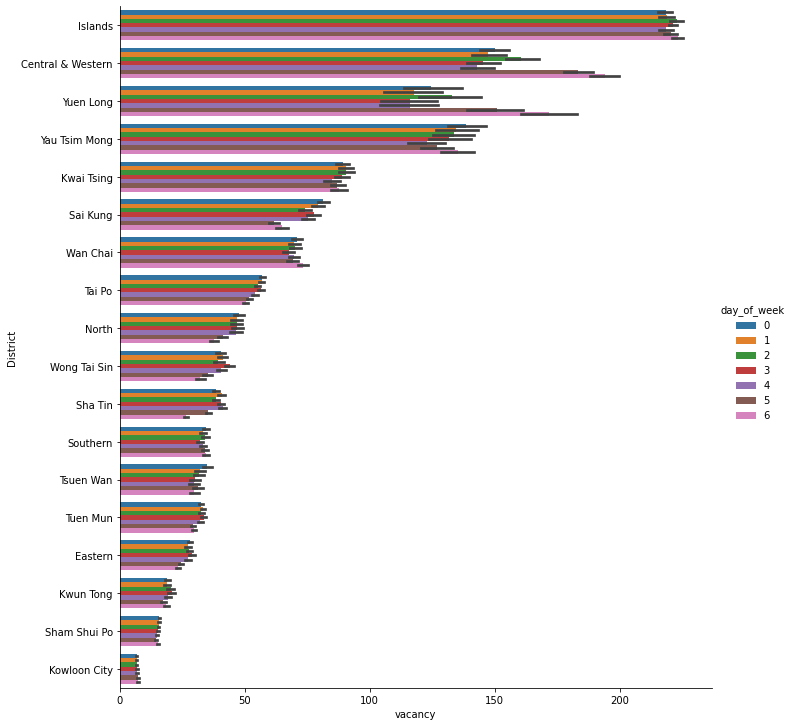 Islands
Central & Western
Yuen Long
Yau Tsim Mong
Kwai Tsing
Sai Kung
Wan Chai
Tai Po
North
Wong Tai Sin
Sha Tin
Southern
Tsuen Wan
Tuen Mun
Eastern
Kwun Tong
Sham Shui Po
Kowloon City
District
0 50 100 150 200
vacancy
day_of_week
0
1
2
3
4
5
6